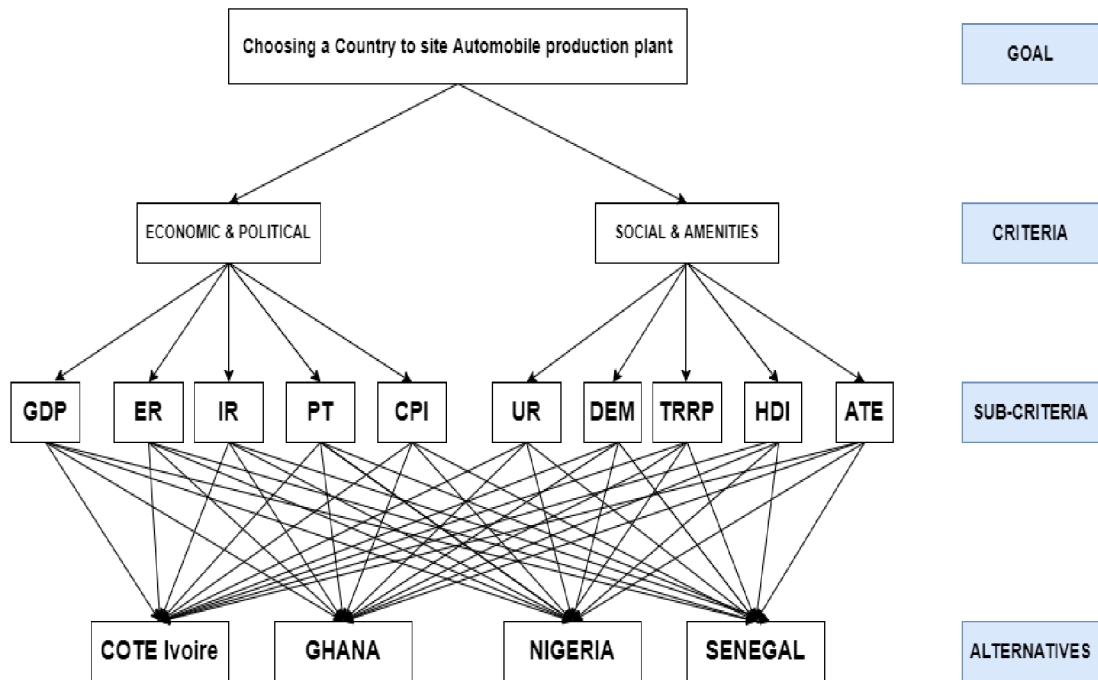 Choosing a Country to site Automobile production plant
GOAL
ECONOMIC & POLITICAL
SOCIAL & AMENITIES
CRITERIA
GDP
ER
IR
PT
CPI
UR
DEM
TRRP
HDI
ATE
SUB-CRITERIA
COTE Ivoire
GHANA
NIGERIA
SENEGAL
ALTERNATIVES